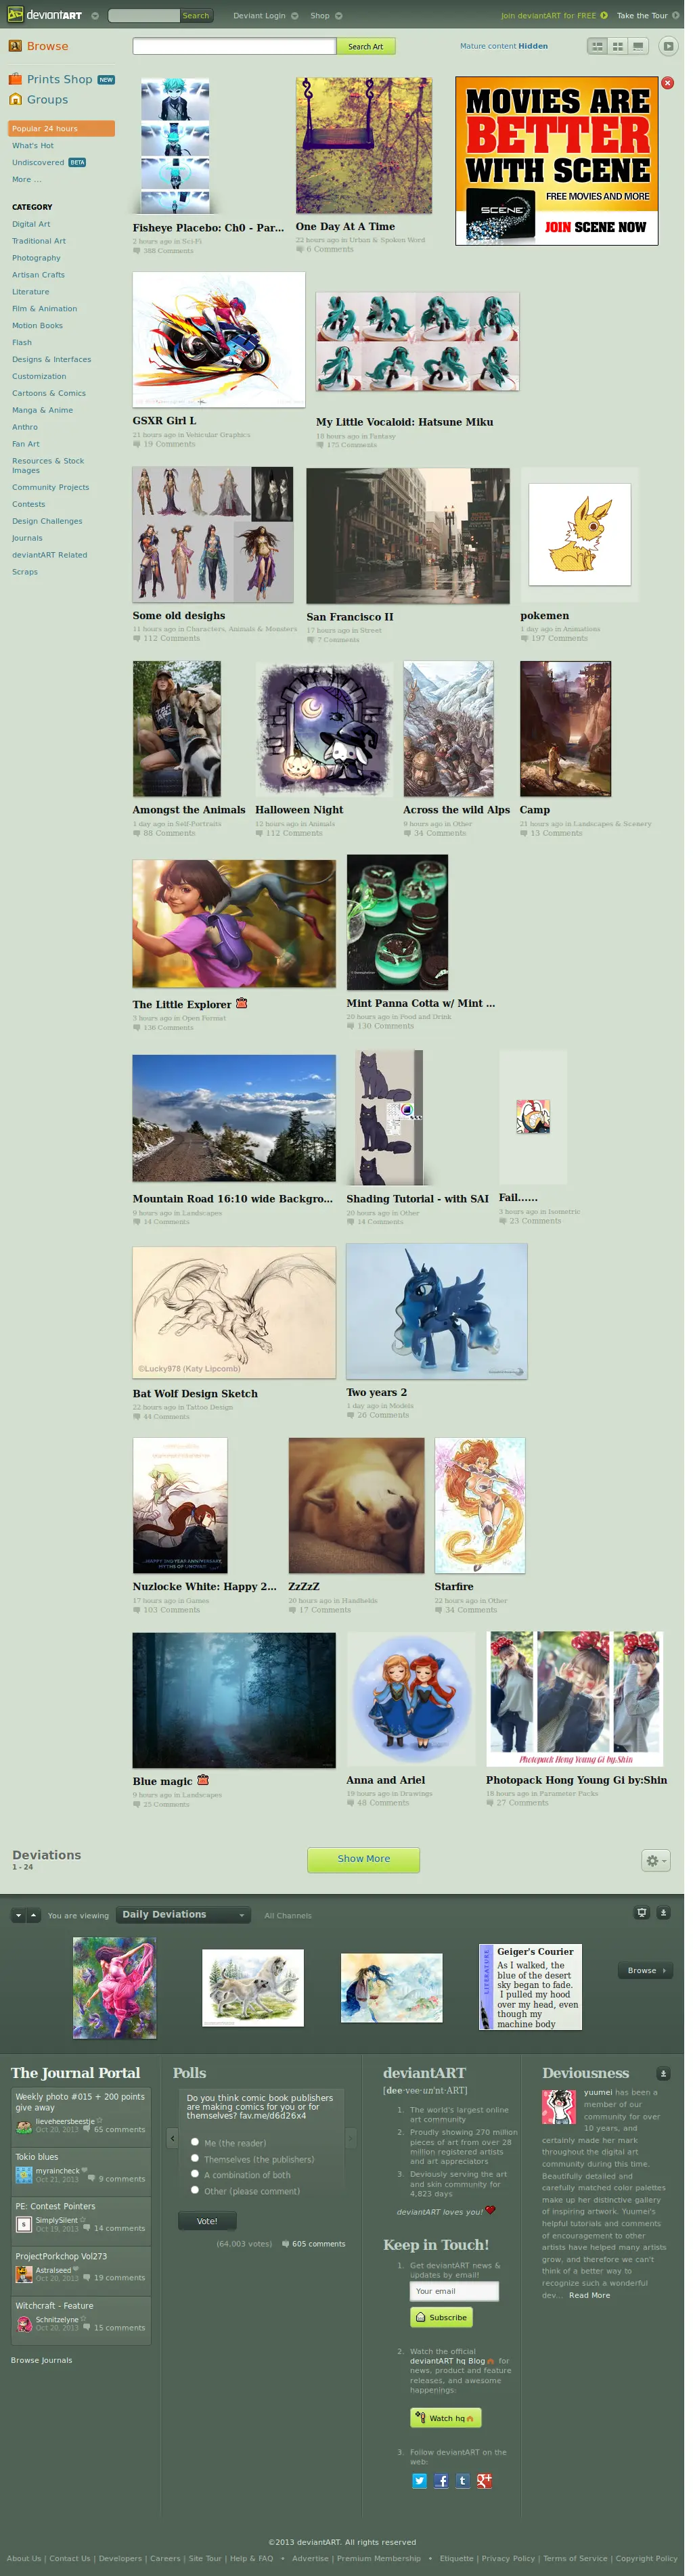 deviantART
Search
Deviant Login
Shop
Join deviantART for FREE
Take the Tour
Browse
Search Art
Mature content Hidden
Prints Shop NEW
Groups
Popular 24 hours
What's Hot
Undiscovered BETA
More ...
CATEGORY
Digital Art
Traditional Art
Photography
Artisan Crafts
Literature
Film & Animation
Motion Books
Flash
Designs & Interfaces
Customization
Cartoons & Comics
Manga & Anime
Anthro
Fan Art
Resources & Stock
Images
Community Projects
Contests
Design Challenges
Journals
deviantART Related
Scraps
Fisheye Placebo: Ch0 - Par...
2 hours ago in Sci-Fi
388 Comments
One Day At A Time
22 hours ago in Urban & Spoken Word
6 Comments
MOVIES ARE
BETTER
WITH SCENE
SCENE
FREE MOVIES AND MORE
JOIN SCENE NOW
GSXR Girl L
21 hours ago in Vehicular Graphics
19 Comments
My Little Vocaloid: Hatsune Miku
18 hours ago in Fantasy
175 Comments
Some old desighs
11 hours ago in Characters, Animals & Monsters
112 Comments
San Francisco II
17 hours ago in Street
7 Comments
pokemen
1 day ago in Animations
197 Comments
Amongst the Animals
1 day ago in Self-Portraits
88 Comments
Halloween Night
12 hours ago in Animals
112 Comments
Across the wild Alps
9 hours ago in Other
34 Comments
Camp
21 hours ago in Landscapes & Scenery
13 Comments
The Little Explorer
3 hours ago in Open Format
136 Comments
Mint Panna Cotta w/ Mint ...
20 hours ago in Food and Drink
130 Comments
Mountain Road 16:10 wide Backgro...
9 hours ago in Landscapes
14 Comments
Shading Tutorial - with SAI
20 hours ago in Other
14 Comments
Fail......
3 hours ago in Isometric
23 Comments
©Lucky978 (Katy Lipcomb)
Bat Wolf Design Sketch
22 hours ago in Tattoo Design
44 Comments
Two years 2
1 day ago in Models
26 Comments
Nuzlocke White: Happy 2...
17 hours ago in Games
103 Comments
ZzZzZ
20 hours ago in Handhelds
17 Comments
Starfire
22 hours ago in Other
34 Comments
Blue magic
9 hours ago in Landscapes
25 Comments
Anna and Ariel
19 hours ago in Drawings
48 Comments
Photopack Hong Young Gi by.Shin
Photopack Hong Young Gi by:Shin
18 hours ago in Parameter Packs
27 Comments
Deviations
1 - 24
Show More
You are viewing
Daily Deviations
All Channels
LITERATURE
Geiger's Courier
As I walked, the
blue of the desert
sky began to fade.
I pulled my hood
over my head, even
though my
machine body
Browse
The Journal Portal
Weekly photo #015 + 200 points
give away
lieveheersbeestje
Oct 20, 2013
65 comments
Tokio blues
myraincheck
Oct 21, 2013
9 comments
PE: Contest Pointers
SimplySilent
Oct 19, 2013
14 comments
ProjectPorkchop Vol273
Astralseed
Oct 20, 2013
19 comments
Witchcraft - Feature
Schnitzelyne
Oct 20, 2013
15 comments
Browse Journals
Polls
Do you think comic book publishers
are making comics for you or for
themselves? fav.me/d6d26x4
Me (the reader)
Themselves (the publishers)
A combination of both
Other (please comment)
Vote!
(64,003 votes)
605 comments
deviantART
[dee·vee·un'nt·ART]
1. The world's largest online
art community
2. Proudly showing 270 million
pieces of art from over 28
million registered artists
and art appreciators
3. Deviously serving the art
and skin community for
4,823 days
deviantART loves you!
Keep in Touch!
1. Get deviantART news &
updates by email!
Your email
Subscribe
2. Watch the official
deviantART hq Blog for
news, product and feature
releases, and awesome
happenings:
Watch hq
3. Follow deviantART on the
web:
Deviousness
yuumei has been a
member of our
community for over
10 years, and
certainly made her mark
throughout the digital art
community during this time.
Beautifully detailed and
carefully matched color palettes
make up her distinctive gallery
of inspiring artwork. Yuumei's
helpful tutorials and comments
of encouragement to other
artists have helped many artists
grow, and therefore we can't
think of a better way to
recognize such a wonderful
dev... Read More
©2013 deviantART. All rights reserved
About Us | Contact Us | Developers | Careers | Site Tour | Help & FAQ • Advertise | Premium Membership • Etiquette | Privacy Policy | Terms of Service | Copyright Policy